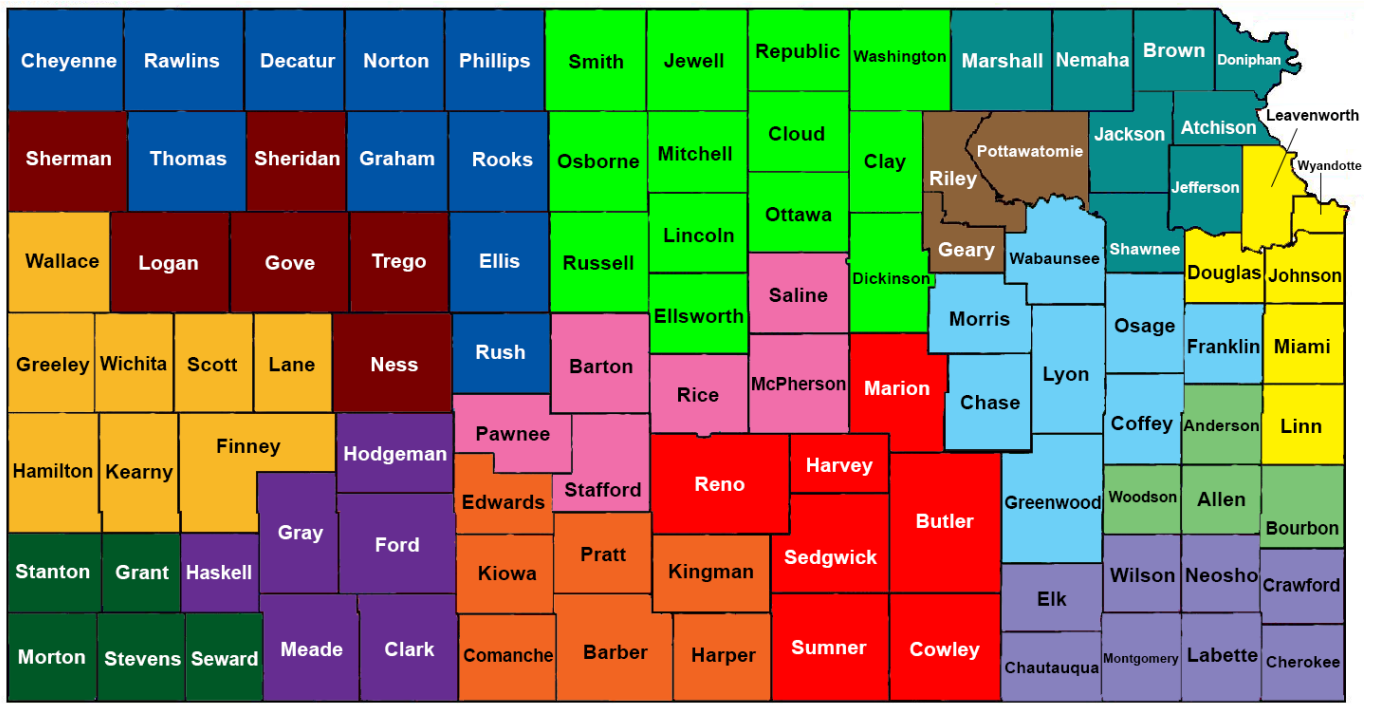 Cheyenne
Rawlins
Decatur
Norton
Phillips
Smith
Jewell
Republic
Washington
Marshall
Nemaha
Brown
Doniphan
Sherman
Thomas
Sheridan
Graham
Rooks
Osborne
Mitchell
Cloud
Clay
Riley
Pottawatomie
Jackson
Atchison
Leavenworth
Jefferson
Wyandotte
Wallace
Logan
Gove
Trego
Ellis
Russell
Lincoln
Ottawa
Dickinson
Geary
Wabaunsee
Shawnee
Douglas
Johnson
Greeley
Wichita
Scott
Lane
Ness
Rush
Barton
Ellsworth
Saline
Morris
Osage
Franklin
Miami
Rice
McPherson
Marion
Chase
Lyon
Coffey
Anderson
Linn
Hamilton
Kearny
Finney
Hodgeman
Pawnee
Stafford
Reno
Harvey
Butler
Greenwood
Woodson
Allen
Bourbon
Gray
Ford
Edwards
Stanton
Grant
Haskell
Kiowa
Pratt
Kingman
Sedgwick
Elk
Wilson
Neosho
Crawford
Morton
Stevens
Seward
Meade
Clark
Comanche
Barber
Harper
Sumner
Cowley
Chautauqua
Montgomery
Labette
Cherokee